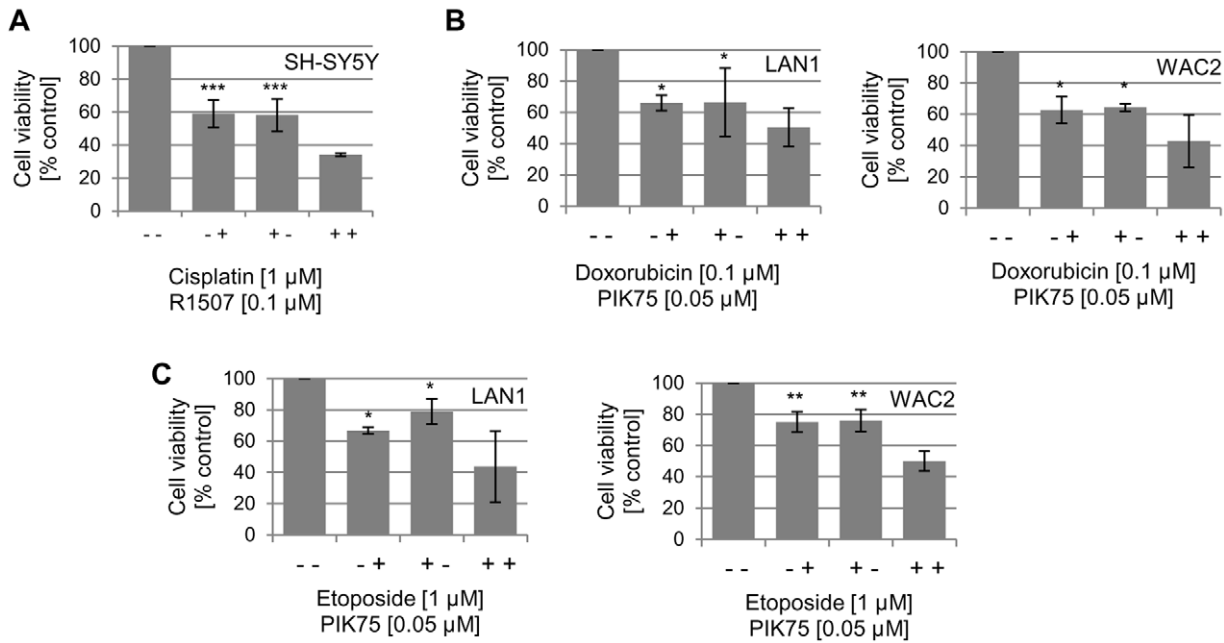 A
Cell viability
[% control]
100
80
60
40
20
0
SH-SY5Y
*** ***
- - - + + - + +
Cisplatin [1 µM]
R1507 [0.1 µM]
B
Cell viability
[% control]
100
80
60
40
20
0
LAN1
* *
- - - + + - + +
Doxorubicin [0.1 µM]
PIK75 [0.05 µM]
Cell viability
[% control]
100
80
60
40
20
0
WAC2
* *
- - - + + - + +
Doxorubicin [0.1 µM]
PIK75 [0.05 µM]
C
Cell viability
[% control]
100
80
60
40
20
0
LAN1
* *
- - - + + - + +
Etoposide [1 µM]
PIK75 [0.05 µM]
Cell viability
[% control]
100
80
60
40
20
0
WAC2
** **
- - - + + - + +
Etoposide [1 µM]
PIK75 [0.05 µM]